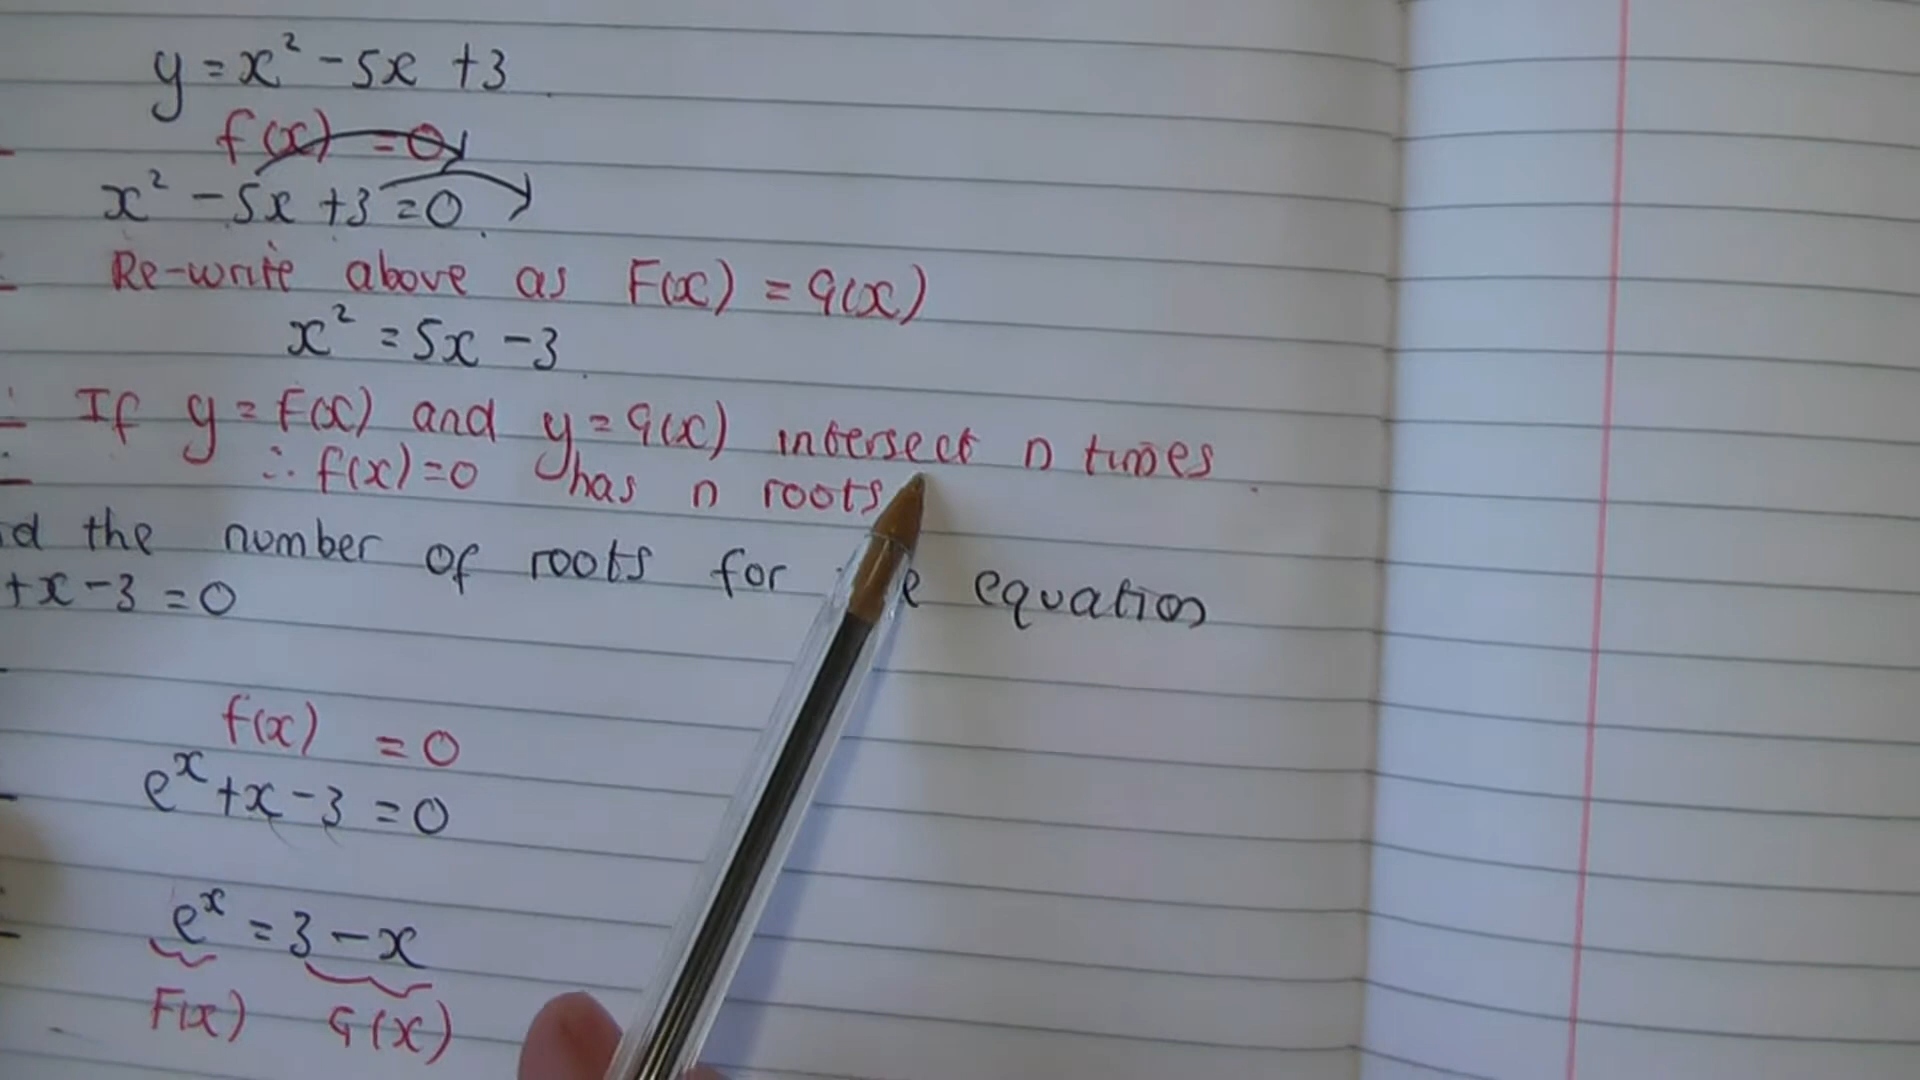 y = x² - 5x + 3
f(x) = 0
x² - 5x + 3 = 0
Re-write above as F(x) = G(x)
x² = 5x - 3
If y = F(x) and y = G(x) intersect n times
∴ f(x) = 0 has n roots
the number of roots for equation
+x - 3 = 0
f(x) = 0
eˣ + x - 3 = 0
eˣ = 3 - x
F(x) G(x)